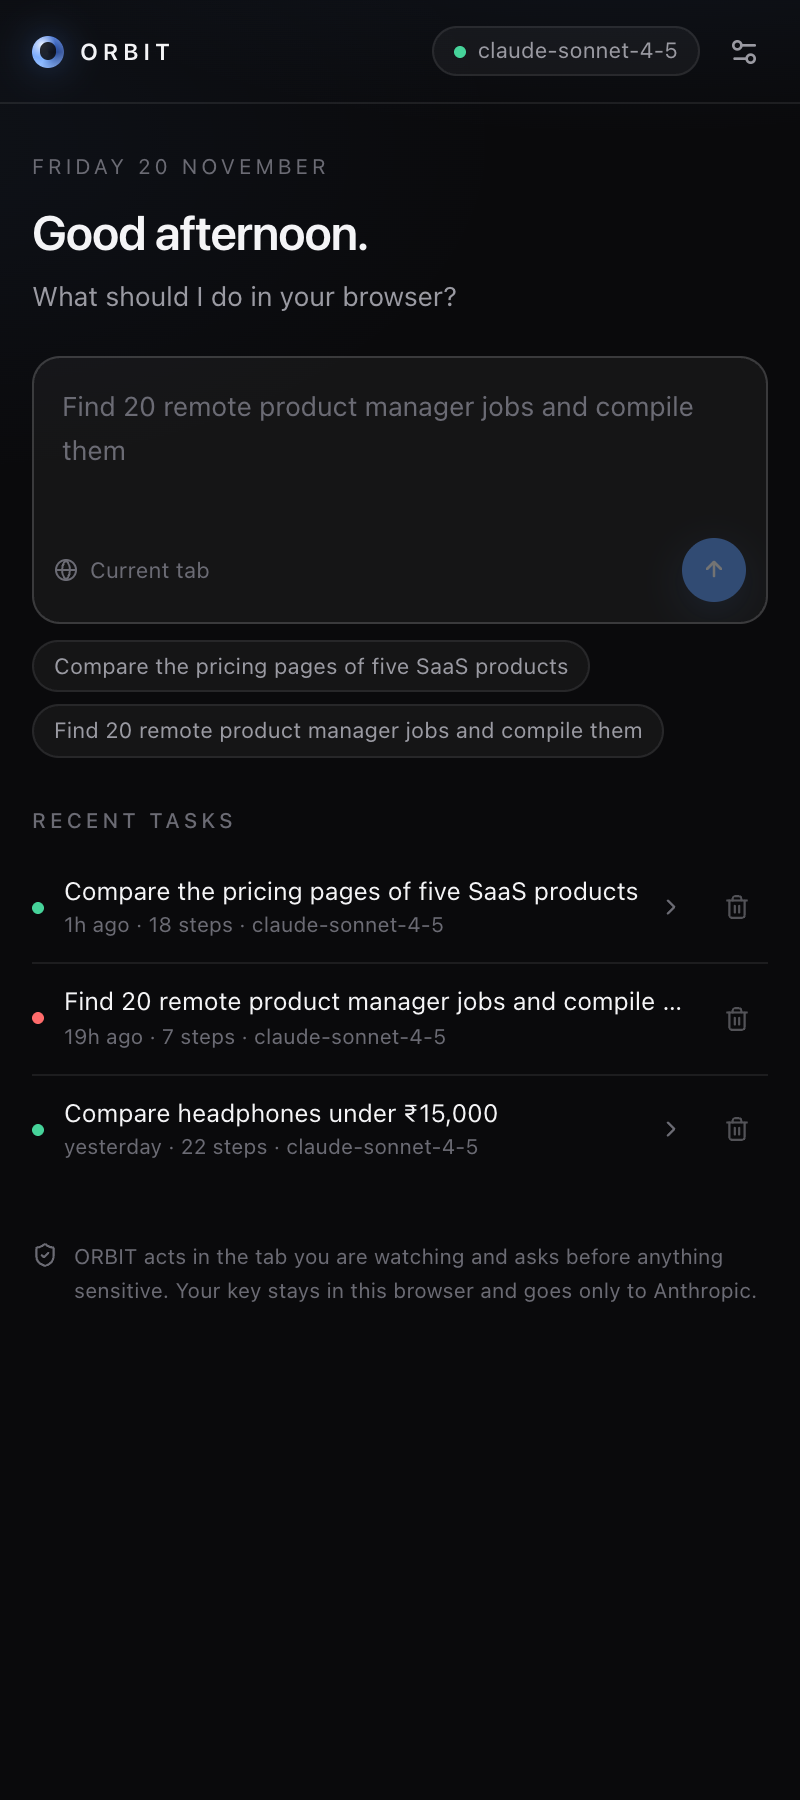 ORBIT
claude-sonnet-4-5
FRIDAY 20 NOVEMBER
Good afternoon.
What should I do in your browser?
Find 20 remote product manager jobs and compile
them
Current tab
Compare the pricing pages of five SaaS products
Find 20 remote product manager jobs and compile them
RECENT TASKS
Compare the pricing pages of five SaaS products
1h ago · 18 steps · claude-sonnet-4-5
Find 20 remote product manager jobs and compile ...
19h ago · 7 steps · claude-sonnet-4-5
Compare headphones under ₹15,000
yesterday · 22 steps · claude-sonnet-4-5
ORBIT acts in the tab you are watching and asks before anything
sensitive. Your key stays in this browser and goes only to Anthropic.